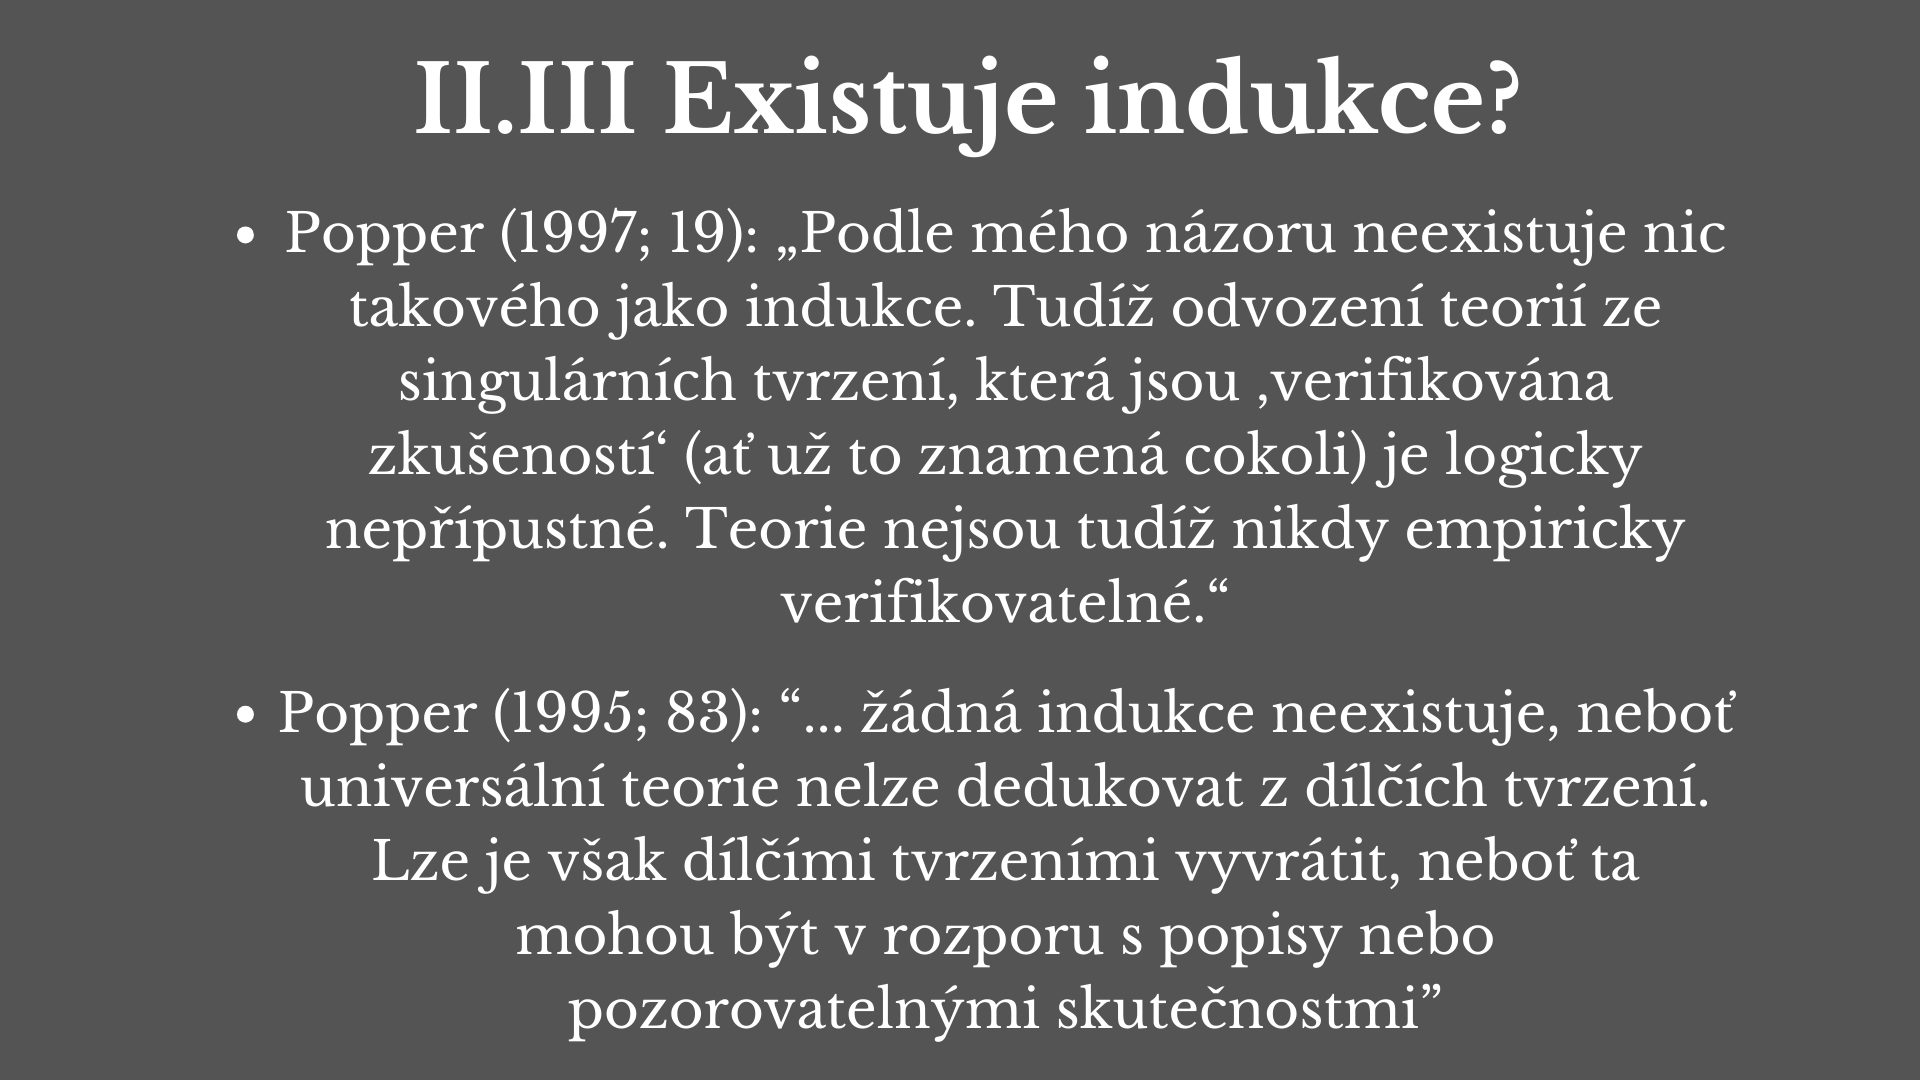 II.III Existuje indukce?
• Popper (1997; 19): „Podle mého názoru neexistuje nic
takového jako indukce. Tudíž odvození teorií ze
singulárních tvrzení, která jsou ‚verifikována
zkušeností‘ (ať už to znamená cokoli) je logicky
nepřípustné. Teorie nejsou tudíž nikdy empiricky
verifikovatelné.“
• Popper (1995; 83): “... žádná indukce neexistuje, neboť
universální teorie nelze dedukovat z dílčích tvrzení.
Lze je však dílčími tvrzeními vyvrátit, neboť ta
mohou být v rozporu s popisy nebo
pozorovatelnými skutečnostmi”